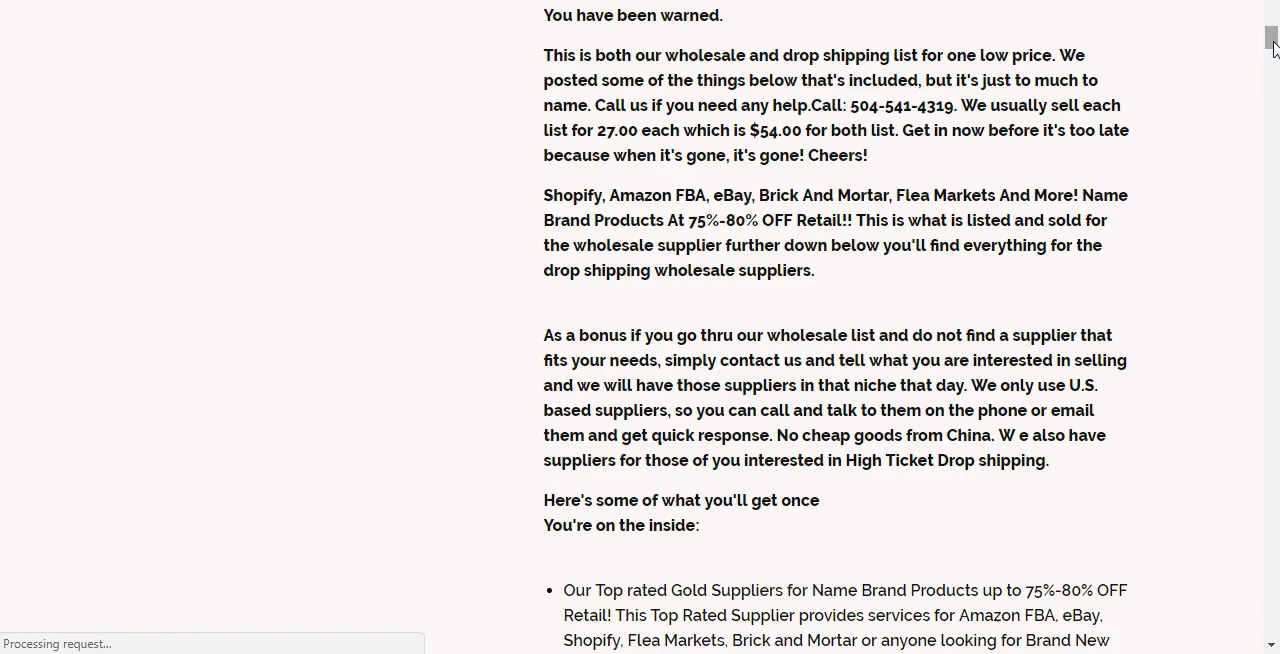 You have been warned.
This is both our wholesale and drop shipping list for one low price. We
posted some of the things below that's included, but it's just to much to
name. Call us if you need any help.Call: 504-541-4319. We usually sell each
list for 27.00 each which is $54.00 for both list. Get in now before it's too late
because when it's gone, it's gone! Cheers!
Shopify, Amazon FBA, eBay, Brick And Mortar, Flea Markets And More! Name
Brand Products At 75%-80% OFF Retail!! This is what is listed and sold for
the wholesale supplier further down below you'll find everything for the
drop shipping wholesale suppliers.
As a bonus if you go thru our wholesale list and do not find a supplier that
fits your needs, simply contact us and tell what you are interested in selling
and we will have those suppliers in that niche that day. We only use U.S.
based suppliers, so you can call and talk to them on the phone or email
them and get quick response. No cheap goods from China. W e also have
suppliers for those of you interested in High Ticket Drop shipping.
Here's some of what you'll get once
You're on the inside:
• Our Top rated Gold Suppliers for Name Brand Products up to 75%-80% OFF
Retail! This Top Rated Supplier provides services for Amazon FBA, eBay,
Shopify, Flea Markets, Brick and Mortar or anyone looking for Brand New
Processing request...